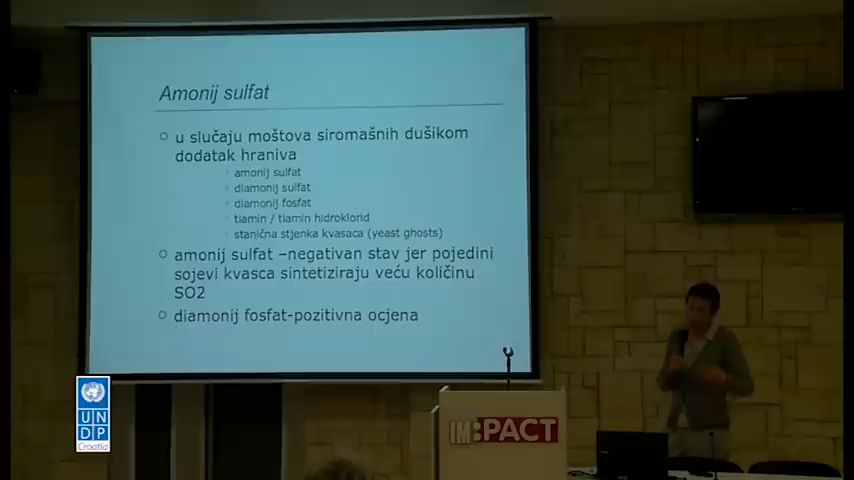 Amonij sulfat
u slučaju moštova siromašnih dušikom
dodatak hraniva
amonij sulfat
diamonij sulfat
diamonij fosfat
tiamin / tiamin hidroklorid
stanična stjenka kvasaca (yeast ghosts)
amonij sulfat –negativan stav jer pojedini
sojevi kvasca sintetiziraju veću količinu
SO2
diamonij fosfat-pozitivna ocjena
U N
D P
Croatia
IM:PACT